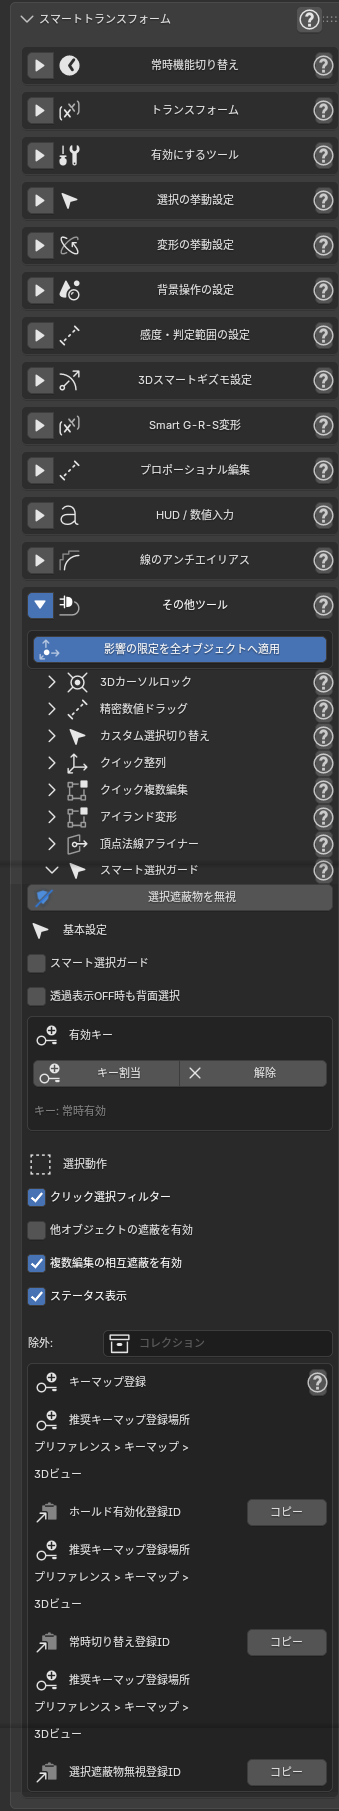 スマートトランスフォーム
常時機能切り替え
トランスフォーム
有効にするツール
選択の挙動設定
変形の挙動設定
背景操作の設定
感度・判定範囲の設定
3Dスマートギズモ設定
Smart G-R-S変形
プロポーショナル編集
HUD / 数値入力
線のアンチエイリアス
その他ツール
影響の限定を全オブジェクトへ適用
3Dカーソルロック
精密数値ドラッグ
カスタム選択切り替え
クイック整列
クイック複数編集
アイランド変形
頂点法線アライナー
スマート選択ガード
選択遮蔽物を無視
基本設定
スマート選択ガード
透過表示OFF時も背面選択
有効キー
キー割当 解除
キー: 常時有効
選択動作
クリック選択フィルター
他オブジェクトの遮蔽を有効
複数編集の相互遮蔽を有効
ステータス表示
除外: コレクション
キーマップ登録
推奨キーマップ登録場所
プリファレンス > キーマップ >
3Dビュー
ホールド有効化登録ID コピー
推奨キーマップ登録場所
プリファレンス > キーマップ >
3Dビュー
常時切り替え登録ID コピー
推奨キーマップ登録場所
プリファレンス > キーマップ >
3Dビュー
選択遮蔽物無視登録ID コピー